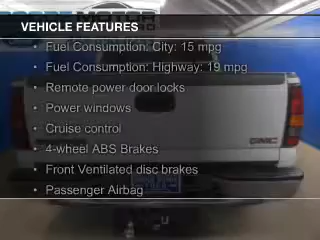 VEHICLE FEATURES
• Fuel Consumption: City: 15 mpg
• Fuel Consumption: Highway: 19 mpg
• Remote power door locks
• Power windows
• Cruise control
• 4-wheel ABS Brakes
GMC
• Front Ventilated disc brakes
• Passenger Airbag